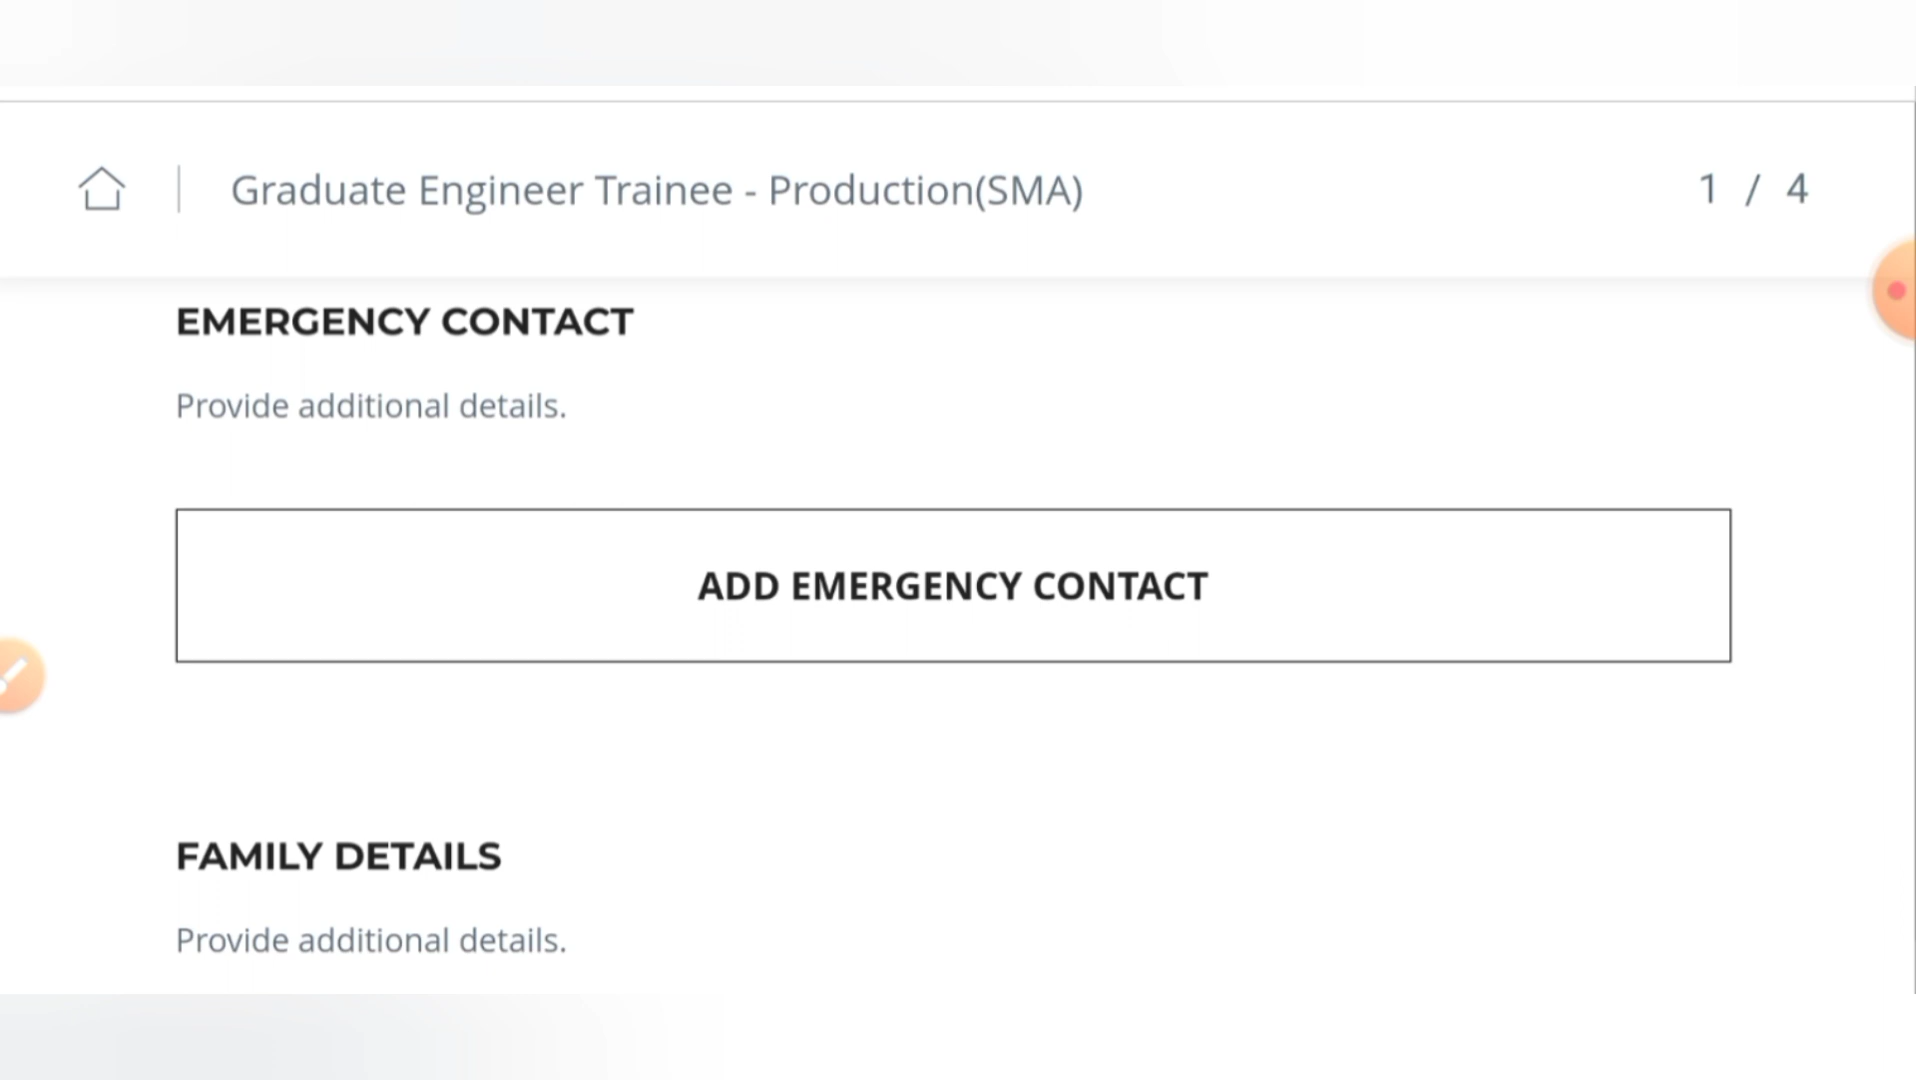 Graduate Engineer Trainee - Production(SMA)
1 / 4
EMERGENCY CONTACT
Provide additional details.
ADD EMERGENCY CONTACT
FAMILY DETAILS
Provide additional details.